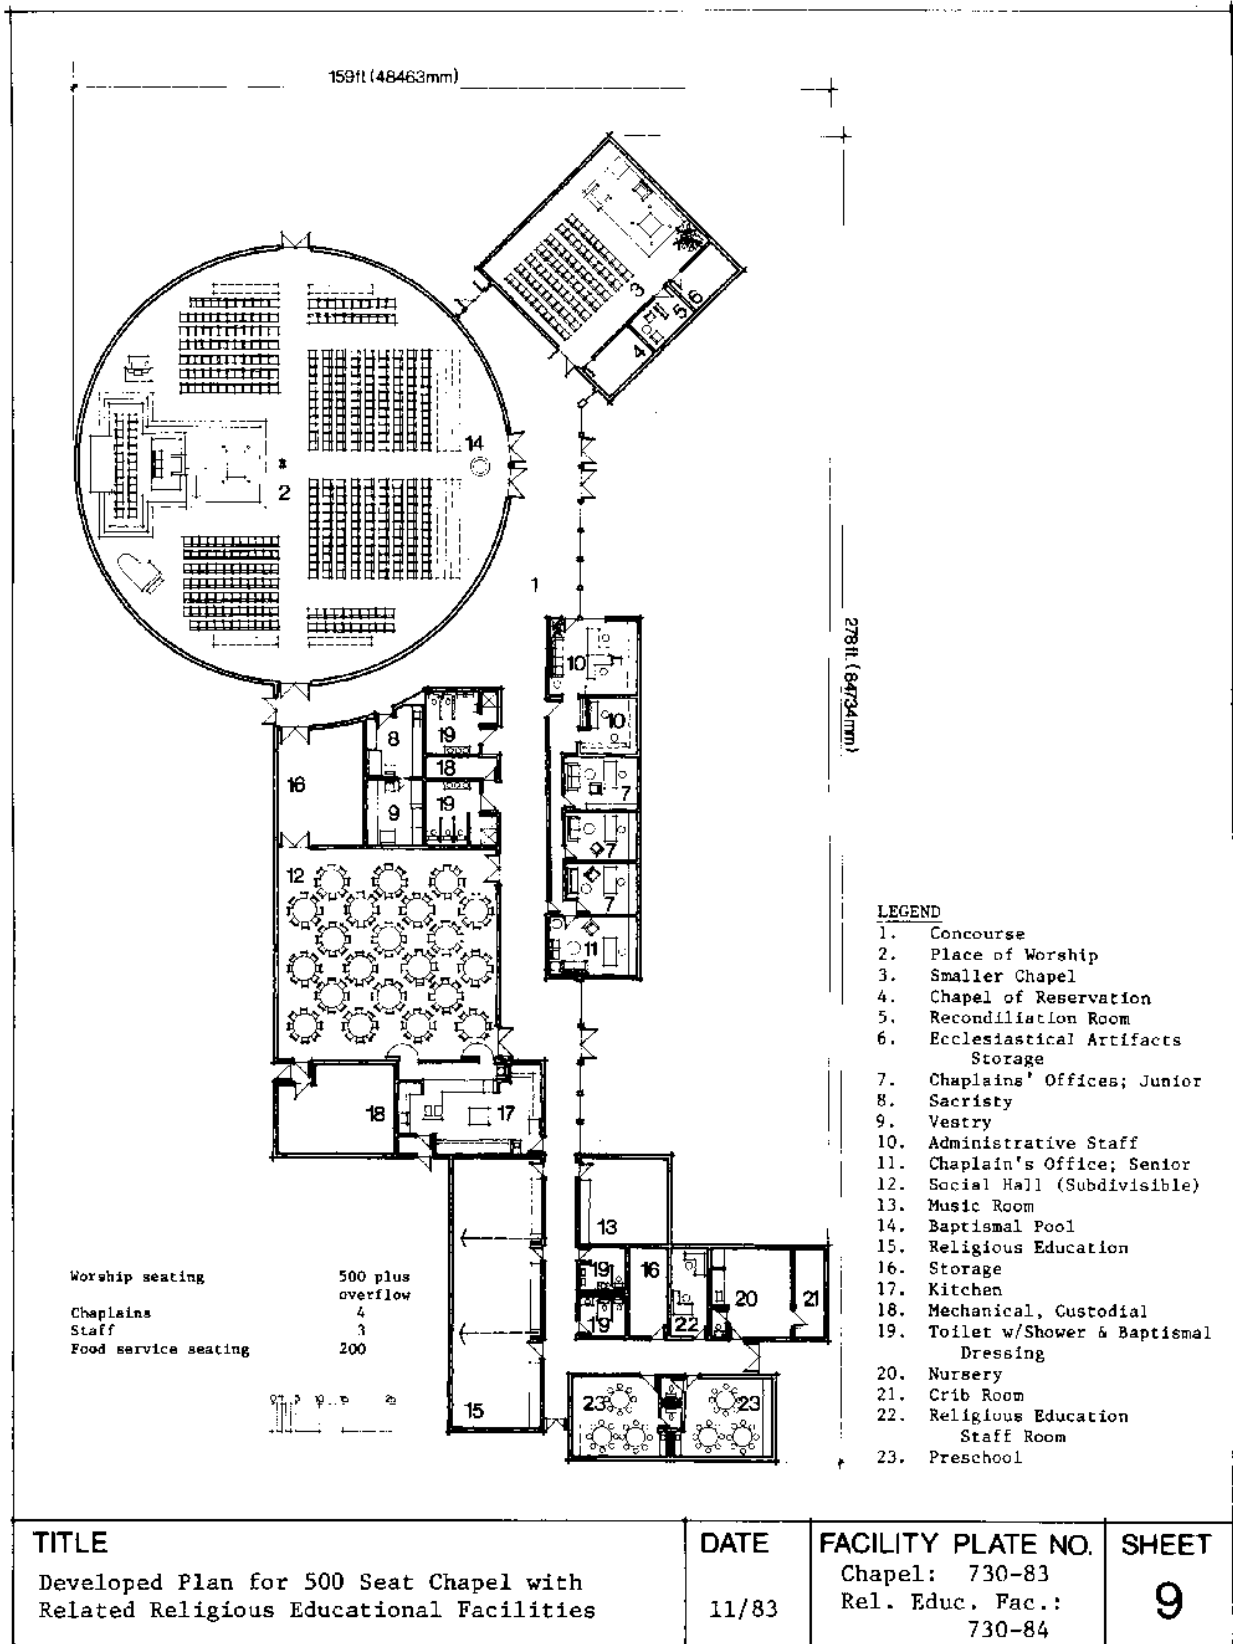 159ft (48463mm)
3
6
5
4
14
2
1
278ft. (84734mm)
10
10
19
8
18
16
19
9
7
7
7
12
11
18
17
13
19
16
20
21
19
22
23
23
15
LEGEND
1. Concourse
2. Place of Worship
3. Smaller Chapel
4. Chapel of Reservation
5. Recondiliation Room
6. Ecclesiastical Artifacts
Storage
7. Chaplains' Offices; Junior
8. Sacristy
9. Vestry
10. Administrative Staff
11. Chaplain's Office; Senior
12. Social Hall (Subdivisible)
13. Music Room
14. Baptismal Pool
15. Religious Education
16. Storage
17. Kitchen
18. Mechanical, Custodial
19. Toilet w/Shower & Baptismal
Dressing
20. Nursery
21. Crib Room
22. Religious Education
Staff Room
23. Preschool
Worship seating 500 plus
overflow
Chaplains 4
Staff 3
Food service seating 200
TITLE
Developed Plan for 500 Seat Chapel with
Related Religious Educational Facilities
DATE
11/83
FACILITY PLATE NO.
Chapel: 730-83
Rel. Educ. Fac.:
730-84
SHEET
9